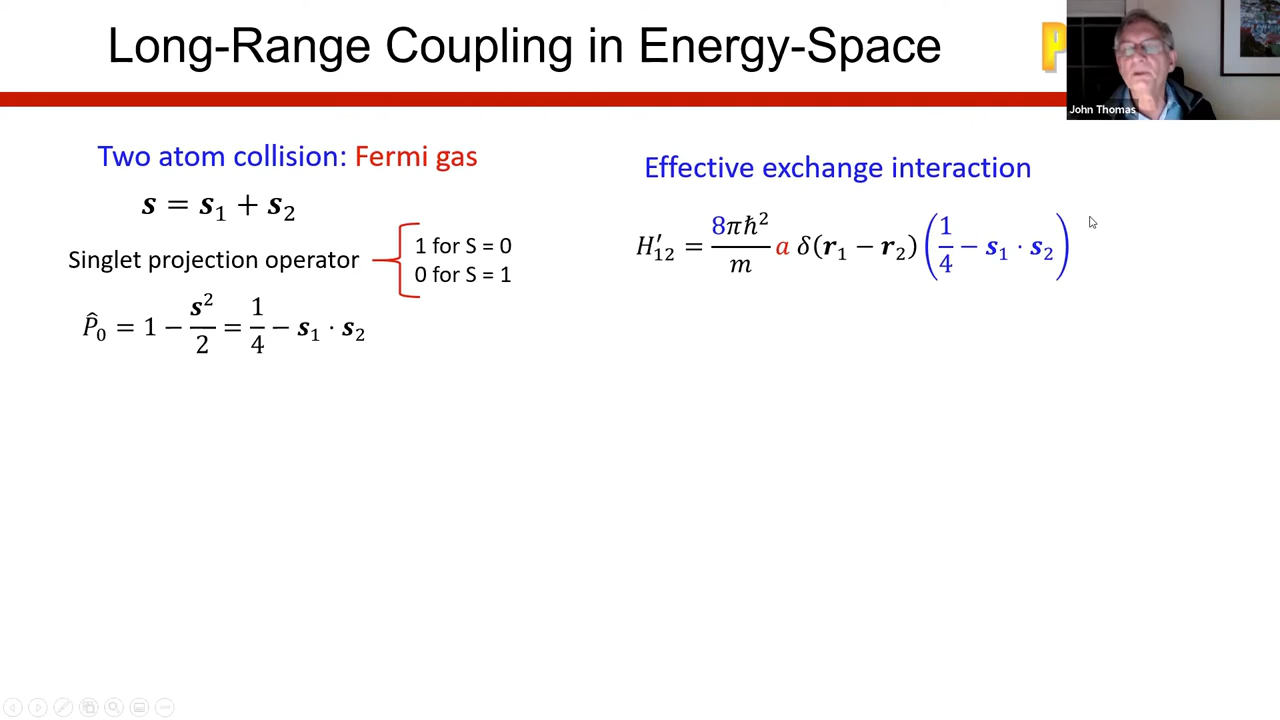 Long-Range Coupling in Energy-Space
P
John Thomas
Two atom collision: Fermi gas
s = s₁ + s₂
Singlet projection operator
1 for S = 0
0 for S = 1
P̂₀ = 1 − s²/2 = 1/4 − s₁ · s₂
Effective exchange interaction
H′₁₂ = 8πℏ²/m a δ(r₁ − r₂) (1/4 − s₁ · s₂)